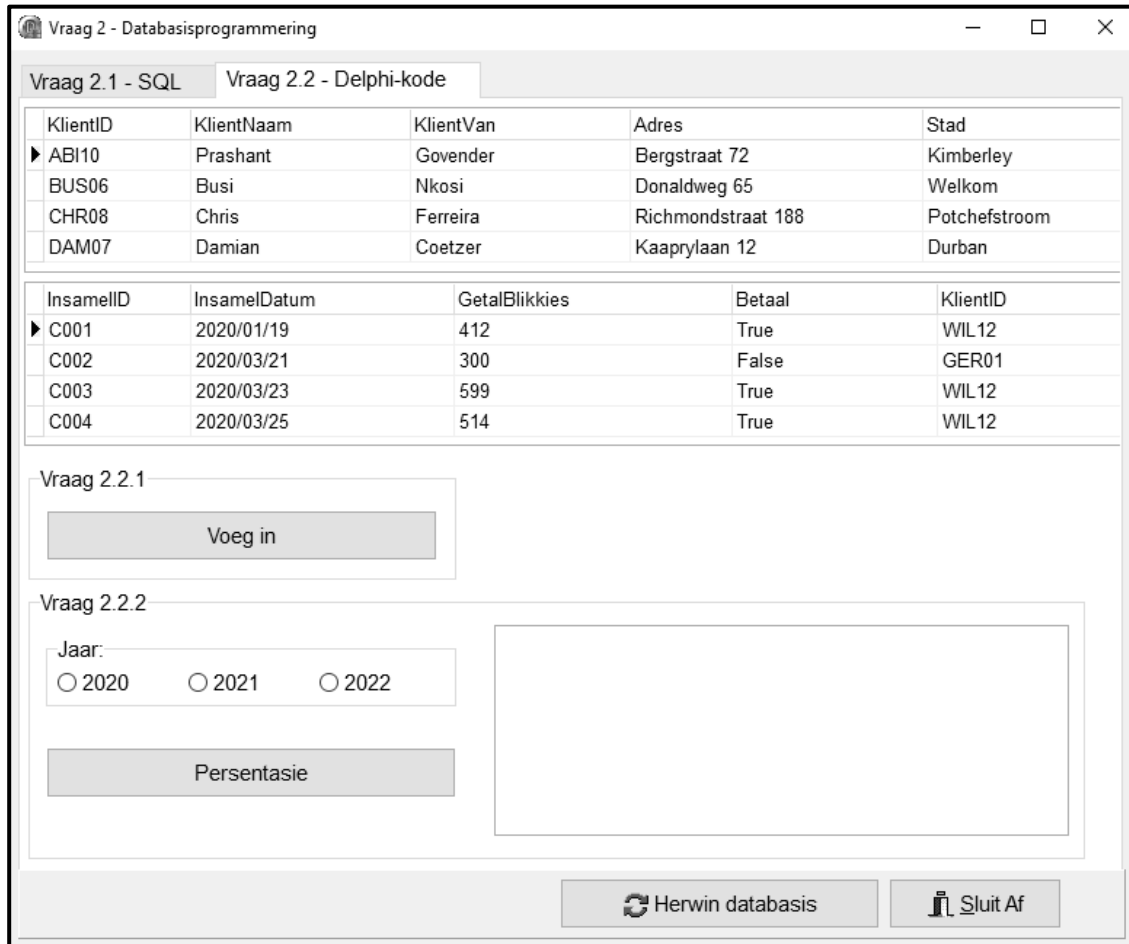 Vraag 2 - Databasisprogrammering
Vraag 2.1 - SQL Vraag 2.2 - Delphi-kode
KlientID KlientNaam KlientVan Adres Stad
ABI10 Prashant Govender Bergstraat 72 Kimberley
BUS06 Busi Nkosi Donaldweg 65 Welkom
CHR08 Chris Ferreira Richmondstraat 188 Potchefstroom
DAM07 Damian Coetzer Kaaprylaan 12 Durban
InsamelID InsamelDatum GetalBlikkies Betaal KlientID
C001 2020/01/19 412 True WIL12
C002 2020/03/21 300 False GER01
C003 2020/03/23 599 True WIL12
C004 2020/03/25 514 True WIL12
Vraag 2.2.1
Voeg in
Vraag 2.2.2
Jaar:
2020 2021 2022
Persentasie
Herwin databasis Sluit Af